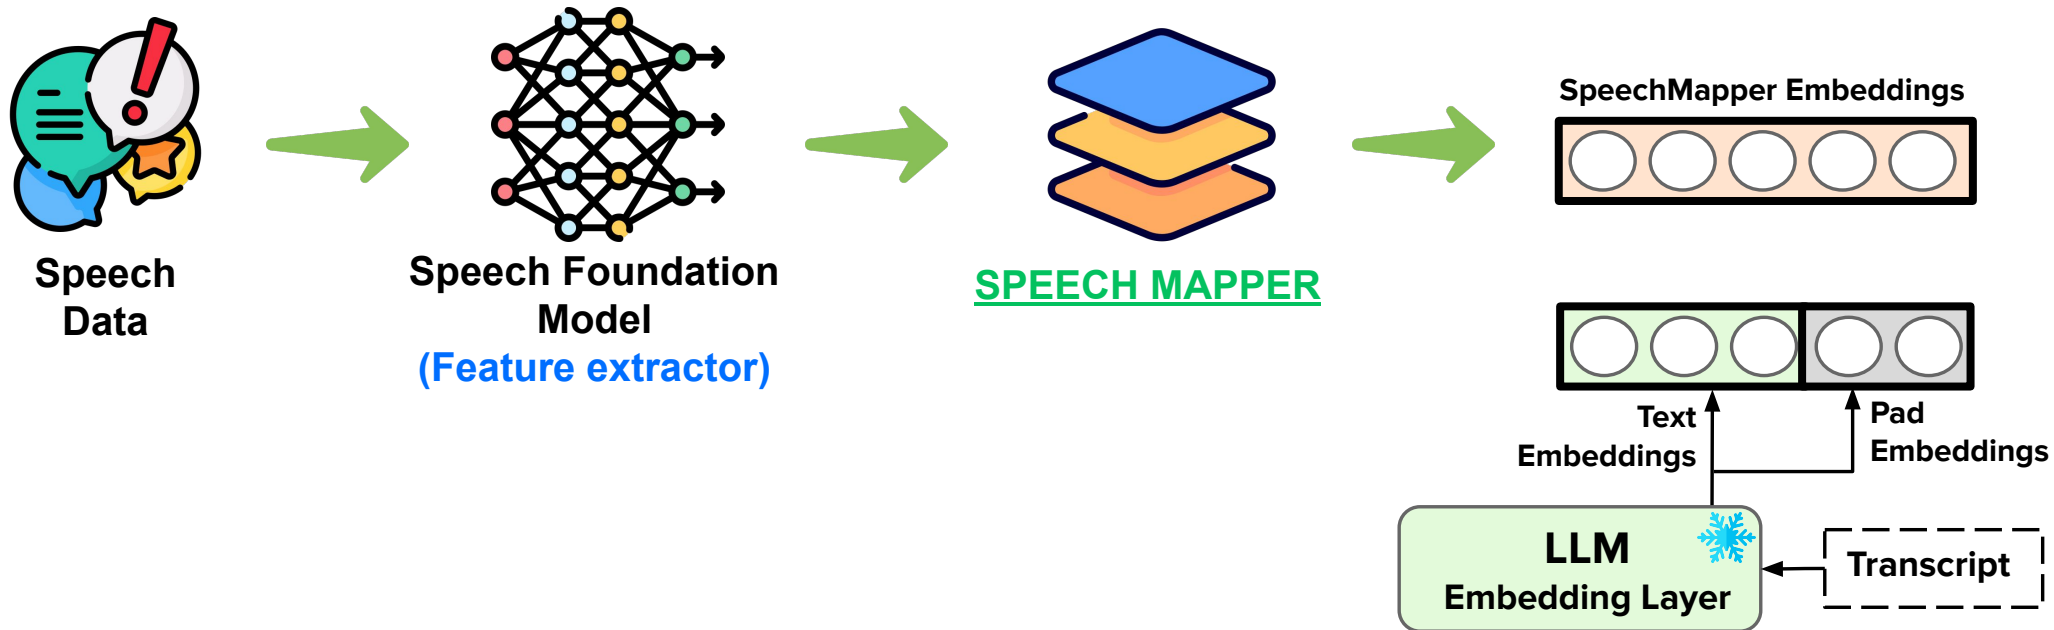 Speech
Data
Speech Foundation
Model
(Feature extractor)
SPEECH MAPPER
SpeechMapper Embeddings
Text
Embeddings
Pad
Embeddings
LLM
Embedding Layer
Transcript